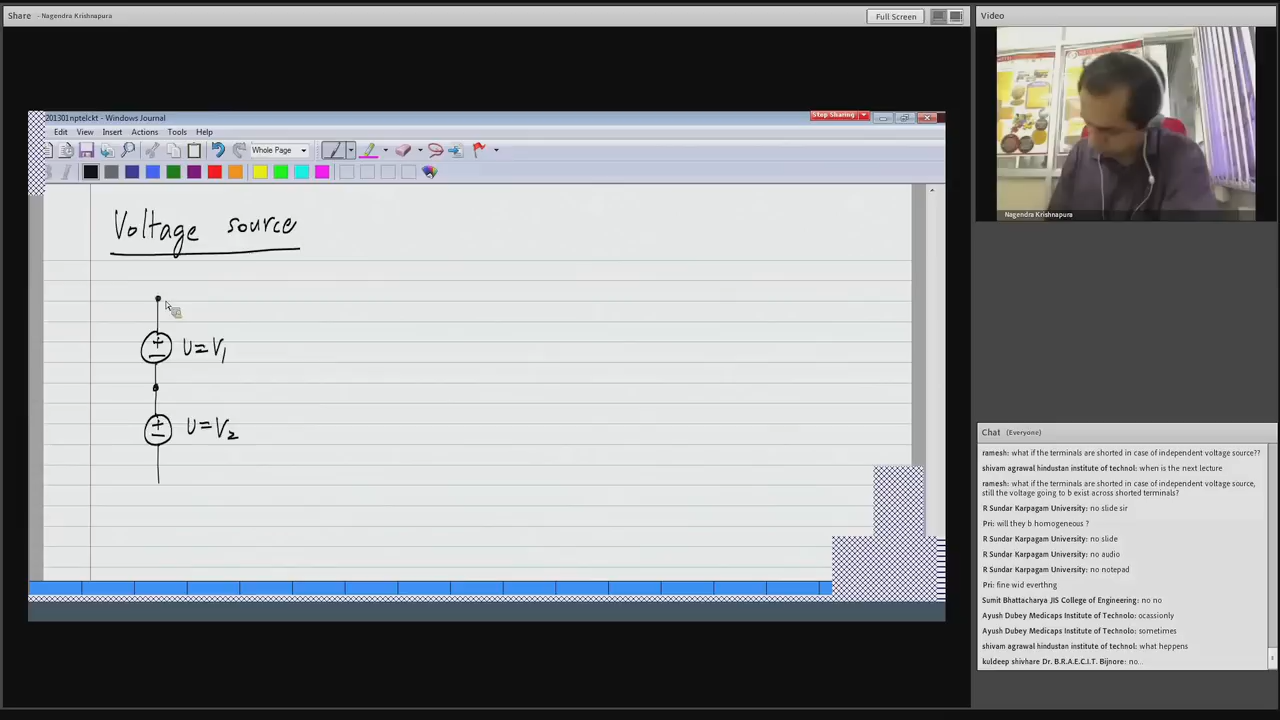 Share - Nagendra Krishnapura
Full Screen
Video
201301nptelckt - Windows Journal
Stop Sharing
Edit View Insert Actions Tools Help
Whole Page
Voltage source
+
−
υ=V1
+
−
υ=V2
Nagendra Krishnapura
Chat (Everyone)
ramesh: what if the terminals are shorted in case of independent voltage source??
shivam agrawal hindustan institute of technol: when is the next lecture
ramesh: what if the terminals are shorted in case of independent voltage source,
still the voltage going to b exist across shorted terminals?
R Sundar Karpagam University: no slide sir
Pri: will they b homogeneous ?
R Sundar Karpagam University: no slide
R Sundar Karpagam University: no audio
R Sundar Karpagam University: no notepad
Pri: fine wid everthng
Sumit Bhattacharya JIS College of Engineering: no no
Ayush Dubey Medicaps Institute of Technolo: ocassionly
Ayush Dubey Medicaps Institute of Technolo: sometimes
shivam agrawal hindustan institute of technol: what heppens
kuldeep shivhare Dr. B.R.A.E.C.I.T. Bijnore: no...